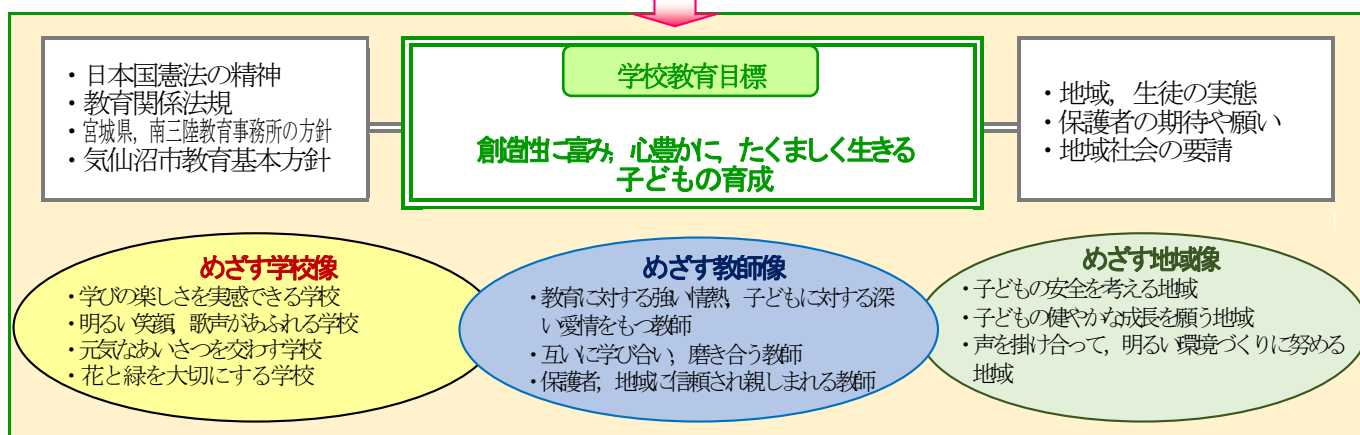 ・日本国憲法の精神
・教育関係法規
・宮城県，南三陸教育事務所の方針
・気仙沼市教育基本方針
学校教育目標
創造性に富み，心豊かに，たくましく生きる
子どもの育成
・地域，生徒の実態
・保護者の期待や願い
・地域社会の要請
めざす学校像
・学びの楽しさを実感できる学校
・明るい笑顔，歌声があふれる学校
・元気なあいさつを交わす学校
・花と緑を大切にする学校
めざす教師像
・教育に対する強い情熱，子どもに対する深
い愛情をもつ教師
・互いに学び合い，磨き合う教師
・保護者，地域に信頼され親しまれる教師
めざす地域像
・子どもの安全を考える地域
・子どもの健やかな成長を願う地域
・声を掛け合って，明るい環境づくりに努める
地域